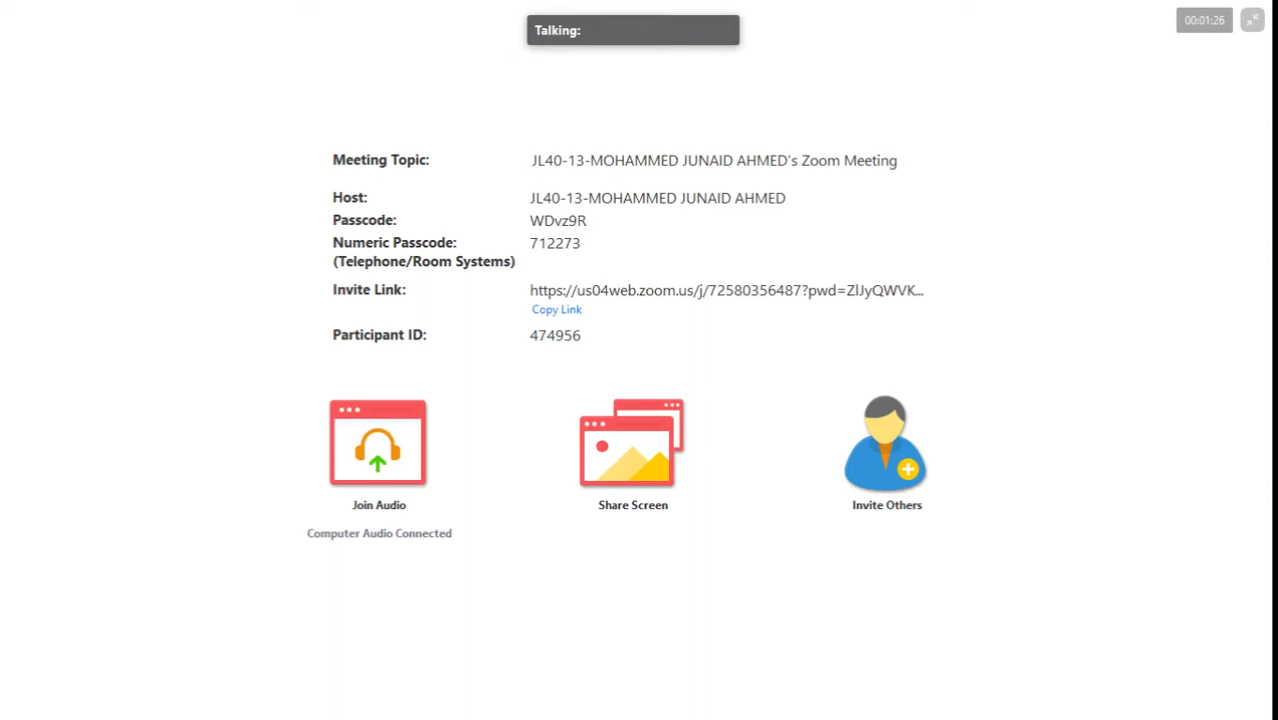 Talking:
00:01:26
Meeting Topic: JL40-13-MOHAMMED JUNAID AHMED's Zoom Meeting
Host: JL40-13-MOHAMMED JUNAID AHMED
Passcode: WDvz9R
Numeric Passcode: 712273
(Telephone/Room Systems)
Invite Link: https://us04web.zoom.us/j/72580356487?pwd=ZlJyQWVK...
Copy Link
Participant ID: 474956
Join Audio
Share Screen
Invite Others
Computer Audio Connected